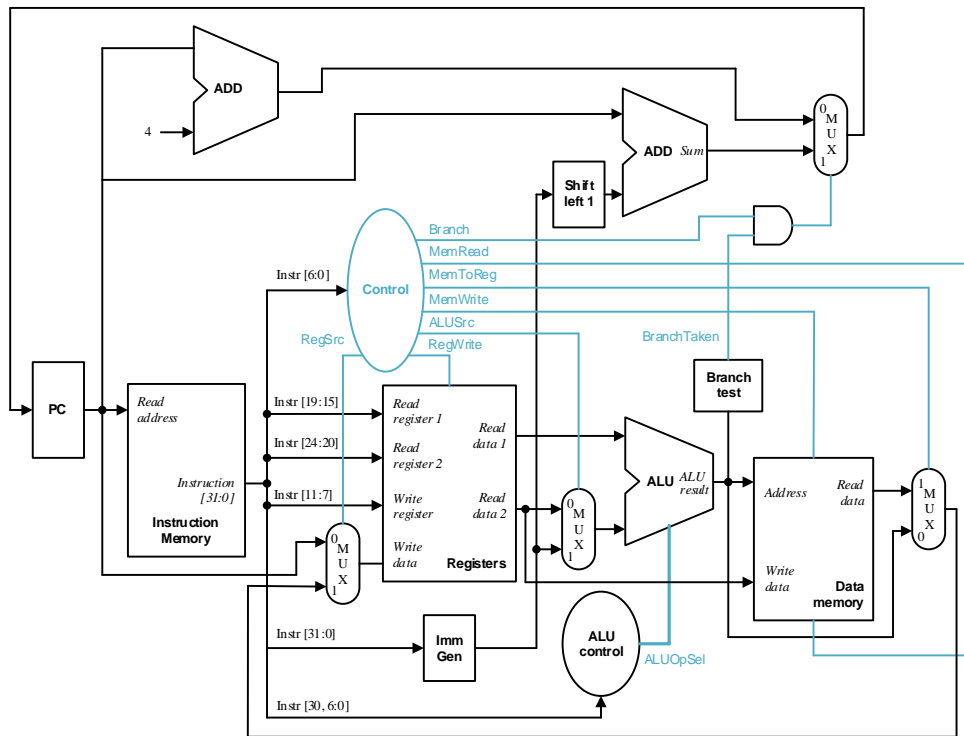 ADD
4
ADD Sum
0
M
U
X
1
Shift
left 1
Branch
MemRead
MemToReg
MemWrite
ALUSrc
RegWrite
Control
Instr [6:0]
RegSrc
BranchTaken
Branch
test
PC
Read
address
Instruction
[31:0]
Instruction
Memory
Instr [19:15]
Instr [24:20]
Instr [11:7]
Read
register 1
Read
register 2
Write
register
Write
data
Read
data 1
Read
data 2
Registers
0
M
U
X
1
0
M
U
X
1
ALU
ALU
result
Address
Read
data
Write
data
Data
memory
1
M
U
X
0
Instr [31:0]
Imm
Gen
ALU
control
ALUOpSel
Instr [30, 6:0]